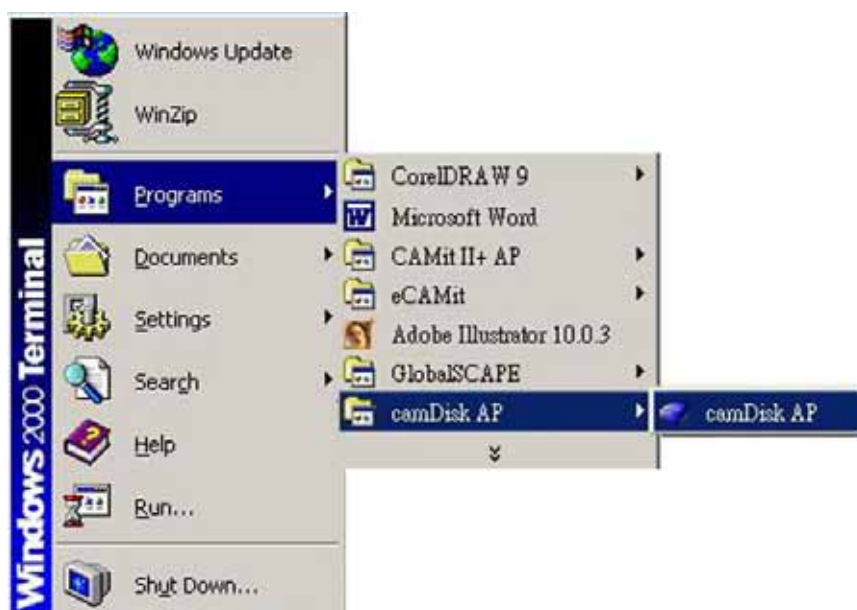 Windows 2000 Terminal
Windows Update
WinZip
Programs
Documents
Settings
Search
Help
Run...
Shut Down...
CorelDRAW 9
Microsoft Word
CAMit II+ AP
eCAMit
Adobe Illustrator 10.0.3
GlobalSCAPE
camDisk AP
camDisk AP